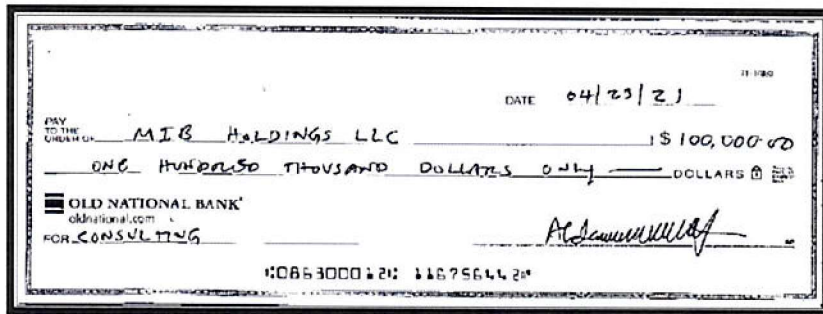 DATE 04/23/21
PAY
TO THE
ORDER OF MIB HOLDINGS LLC $ 100,000.00
ONE HUNDRED THOUSAND DOLLARS ONLY DOLLARS
OLD NATIONAL BANK
oldnational.com
FOR CONSULTING